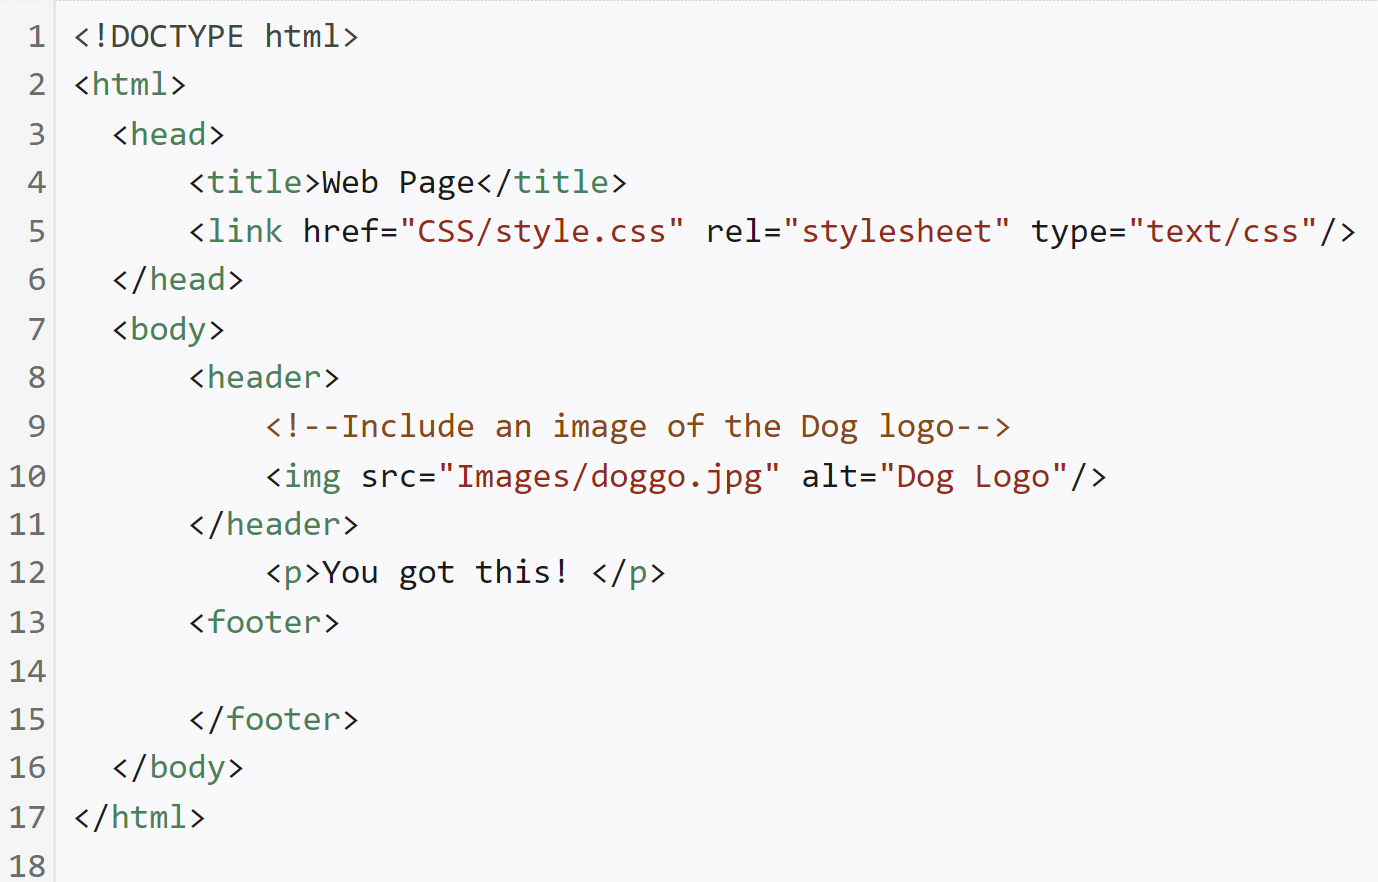 1 <!DOCTYPE html>
2 <html>
3   <head>
4       <title>Web Page</title>
5       <link href="CSS/style.css" rel="stylesheet" type="text/css"/>
6   </head>
7   <body>
8       <header>
9           <!--Include an image of the Dog logo-->
10          <img src="Images/doggo.jpg" alt="Dog Logo"/>
11      </header>
12          <p>You got this! </p>
13      <footer>
14
15      </footer>
16  </body>
17 </html>
18